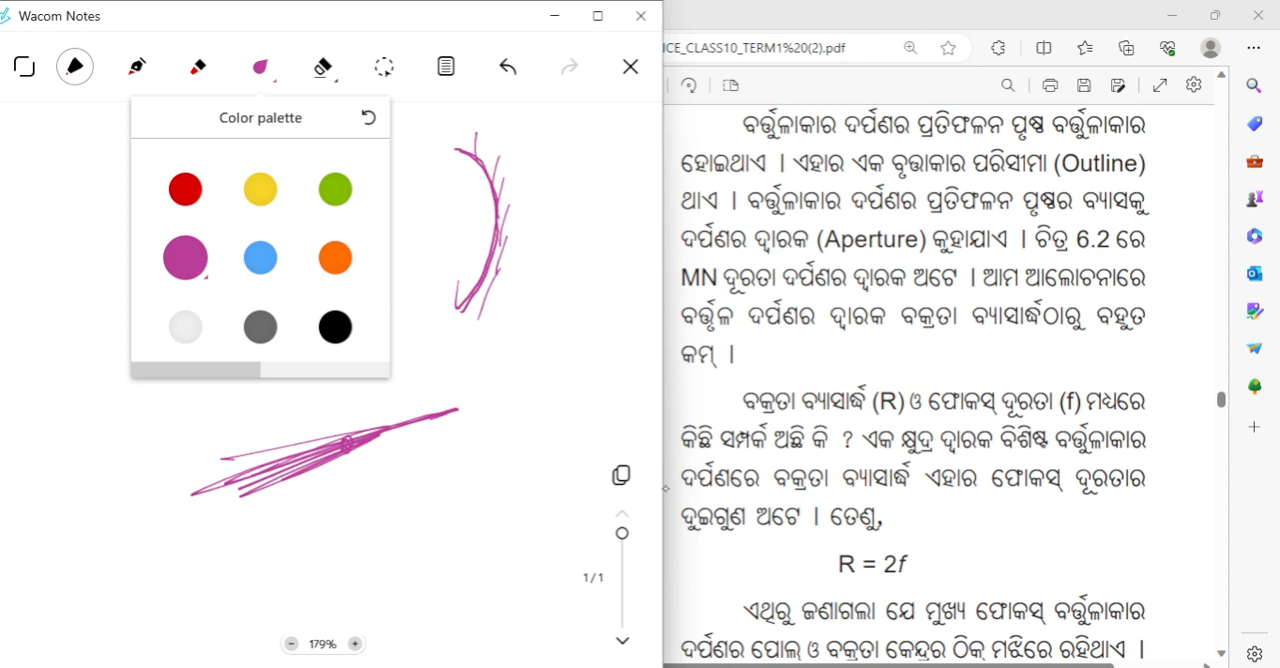 Wacom Notes
Color palette
1/1
179%
ICE_CLASS10_TERM1%20(2).pdf
ବର୍ତ୍ତୁଳାକାର ଦର୍ପଣର ପ୍ରତିଫଳନ ପୃଷ୍ଠ ବର୍ତ୍ତୁଳାକାର
ହୋଇଥାଏ । ଏହାର ଏକ ବୃତ୍ତାକାର ପରିସୀମା (Outline)
ଥାଏ । ବର୍ତ୍ତୁଳାକାର ଦର୍ପଣର ପ୍ରତିଫଳନ ପୃଷ୍ଠର ବ୍ୟାସକୁ
ଦର୍ପଣର ଦ୍ୱାରକ (Aperture) କୁହାଯାଏ । ଚିତ୍ର 6.2 ରେ
MN ଦୂରତା ଦର୍ପଣର ଦ୍ୱାରକ ଅଟେ । ଆମ ଆଲୋଚନାରେ
ବର୍ତ୍ତୃଳ ଦର୍ପଣର ଦ୍ୱାରକ ବକ୍ରତା ବ୍ୟାସାର୍ଦ୍ଧଠାରୁ ବହୁତ
କମ୍ ।
ବକ୍ରତା ବ୍ୟାସାର୍ଦ୍ଧ (R) ଓ ଫୋକସ୍ ଦୂରତା (f) ମଧ୍ୟରେ
କିଛି ସମ୍ପର୍କ ଅଛି କି ? ଏକ କ୍ଷୁଦ୍ର ଦ୍ୱାରକ ବିଶିଷ୍ଟ ବର୍ତ୍ତୁଳାକାର
ଦର୍ପଣରେ ବକ୍ରତା ବ୍ୟାସାର୍ଦ୍ଧ ଏହାର ଫୋକସ୍ ଦୂରତାର
ଦୁଇଗୁଣ ଅଟେ । ତେଣୁ,
R = 2f
ଏଥିରୁ ଜଣାଗଲା ଯେ ମୁଖ୍ୟ ଫୋକସ୍ ବର୍ତ୍ତୁଳାକାର
ଦର୍ପଣର ପୋଲ୍ ଓ ବକ୍ରତା କେନ୍ଦ୍ରର ଠିକ୍ ମଝିରେ ରହିଥାଏ ।